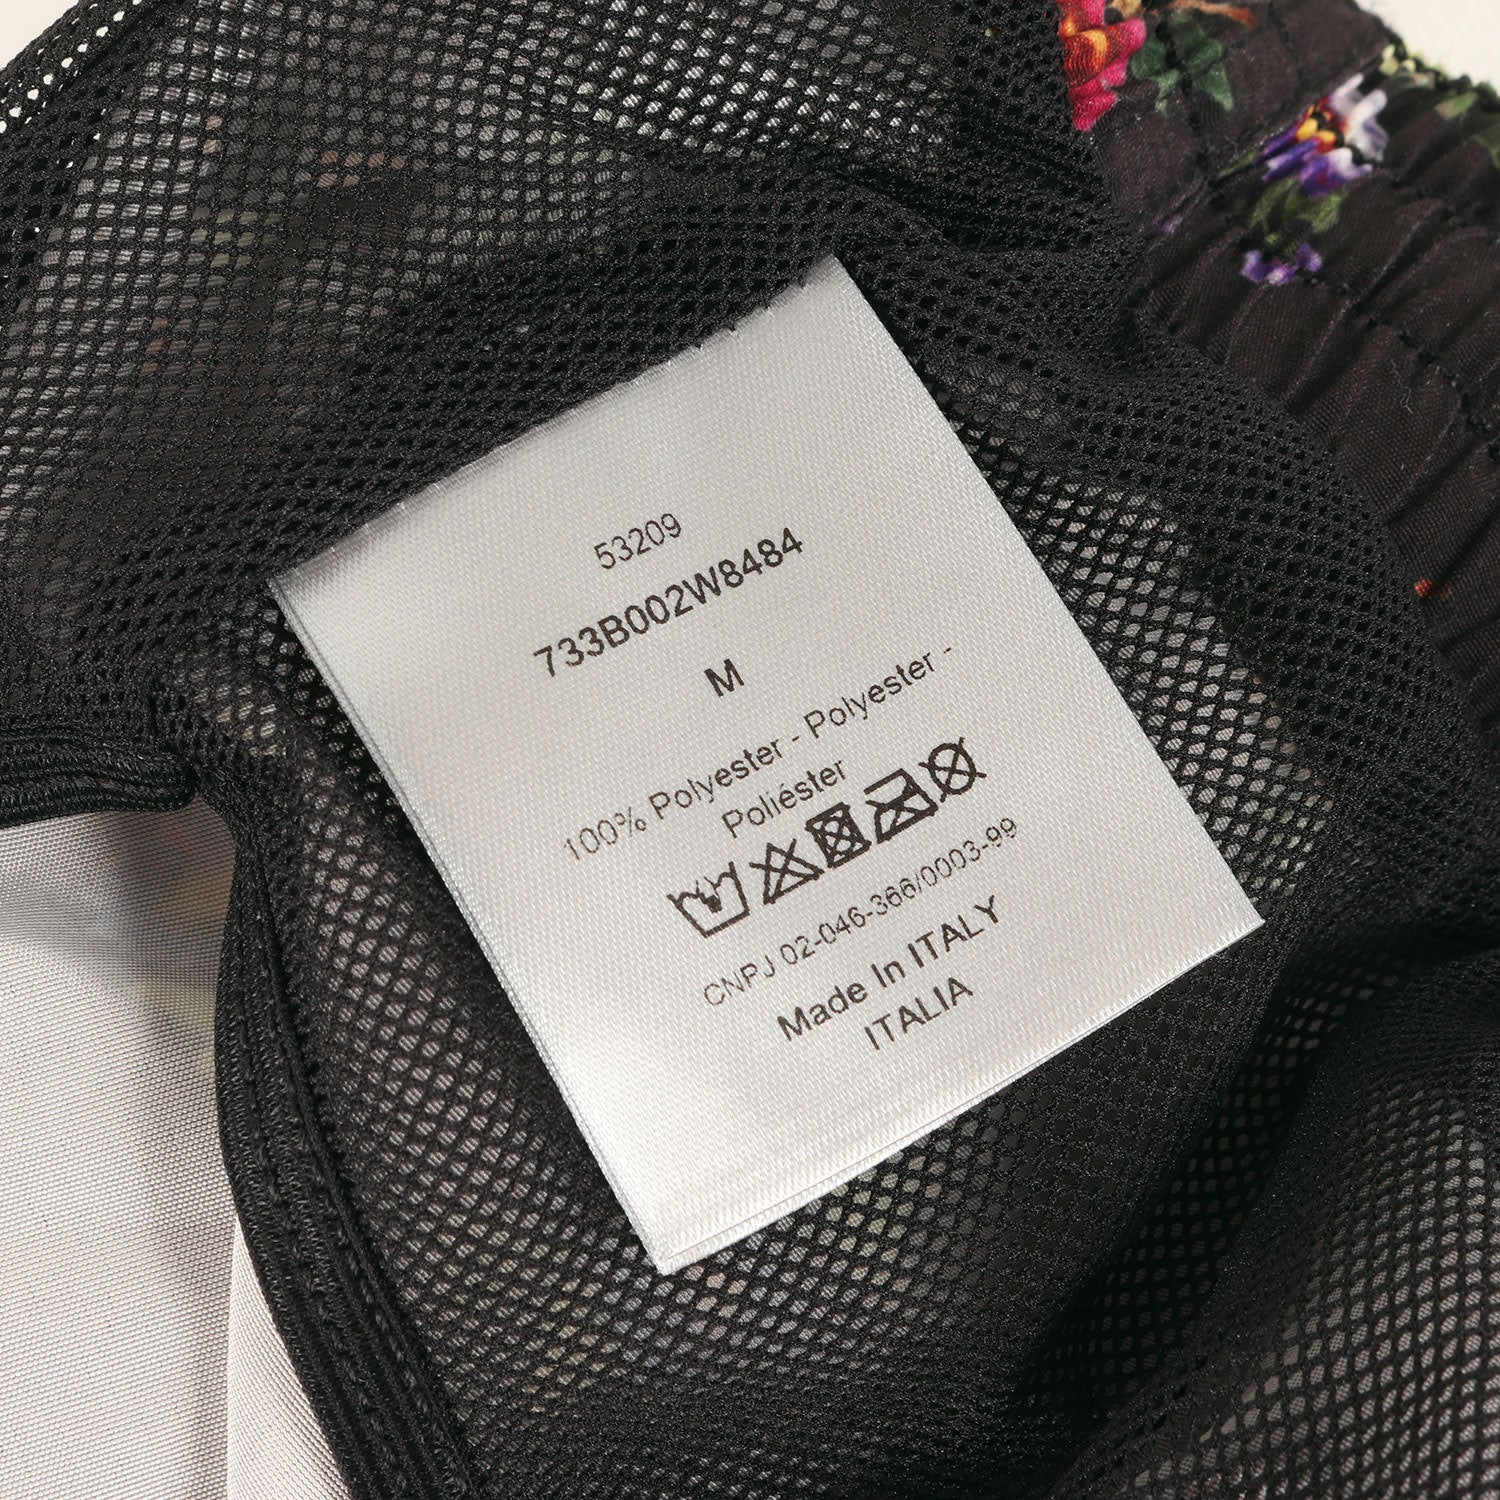 53209
733B002W8484
M
100% Polyester - Polyester -
Poliéster
CNPJ 02-046-366/0003-99
Made In ITALY
ITALIA